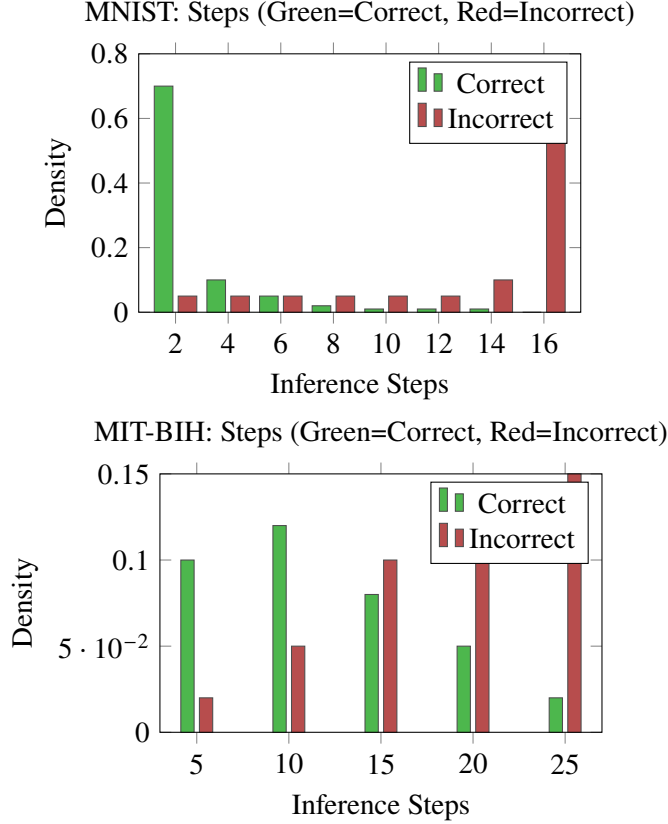 MNIST: Steps (Green=Correct, Red=Incorrect)
Correct
Incorrect
0.8
0.6
0.4
0.2
0
Density
2 4 6 8 10 12 14 16
Inference Steps
MIT-BIH: Steps (Green=Correct, Red=Incorrect)
Correct
Incorrect
0.15
0.1
5 · 10⁻²
0
Density
5 10 15 20 25
Inference Steps